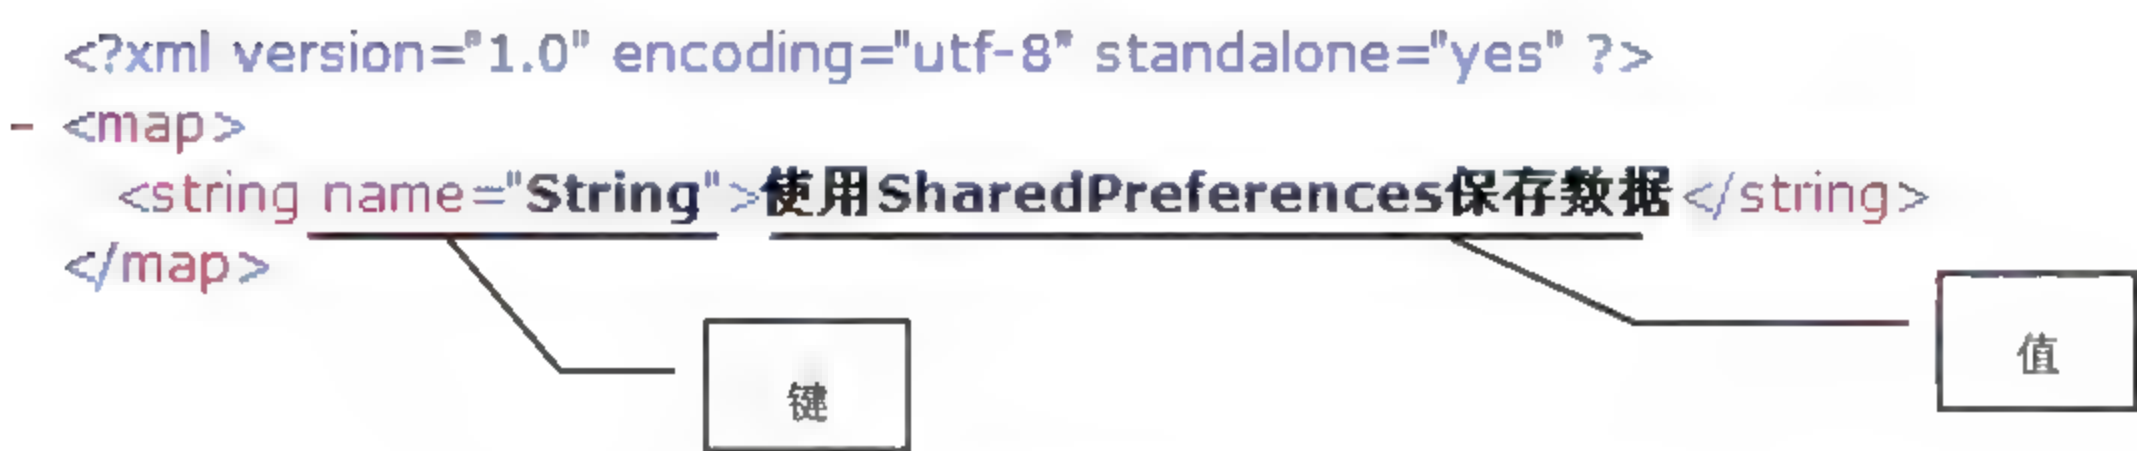 <?xml version="1.0" encoding="utf-8" standalone="yes" ?>
- <map>
<string name="String">使用SharedPreferences保存数据</string>
</map>
键
值